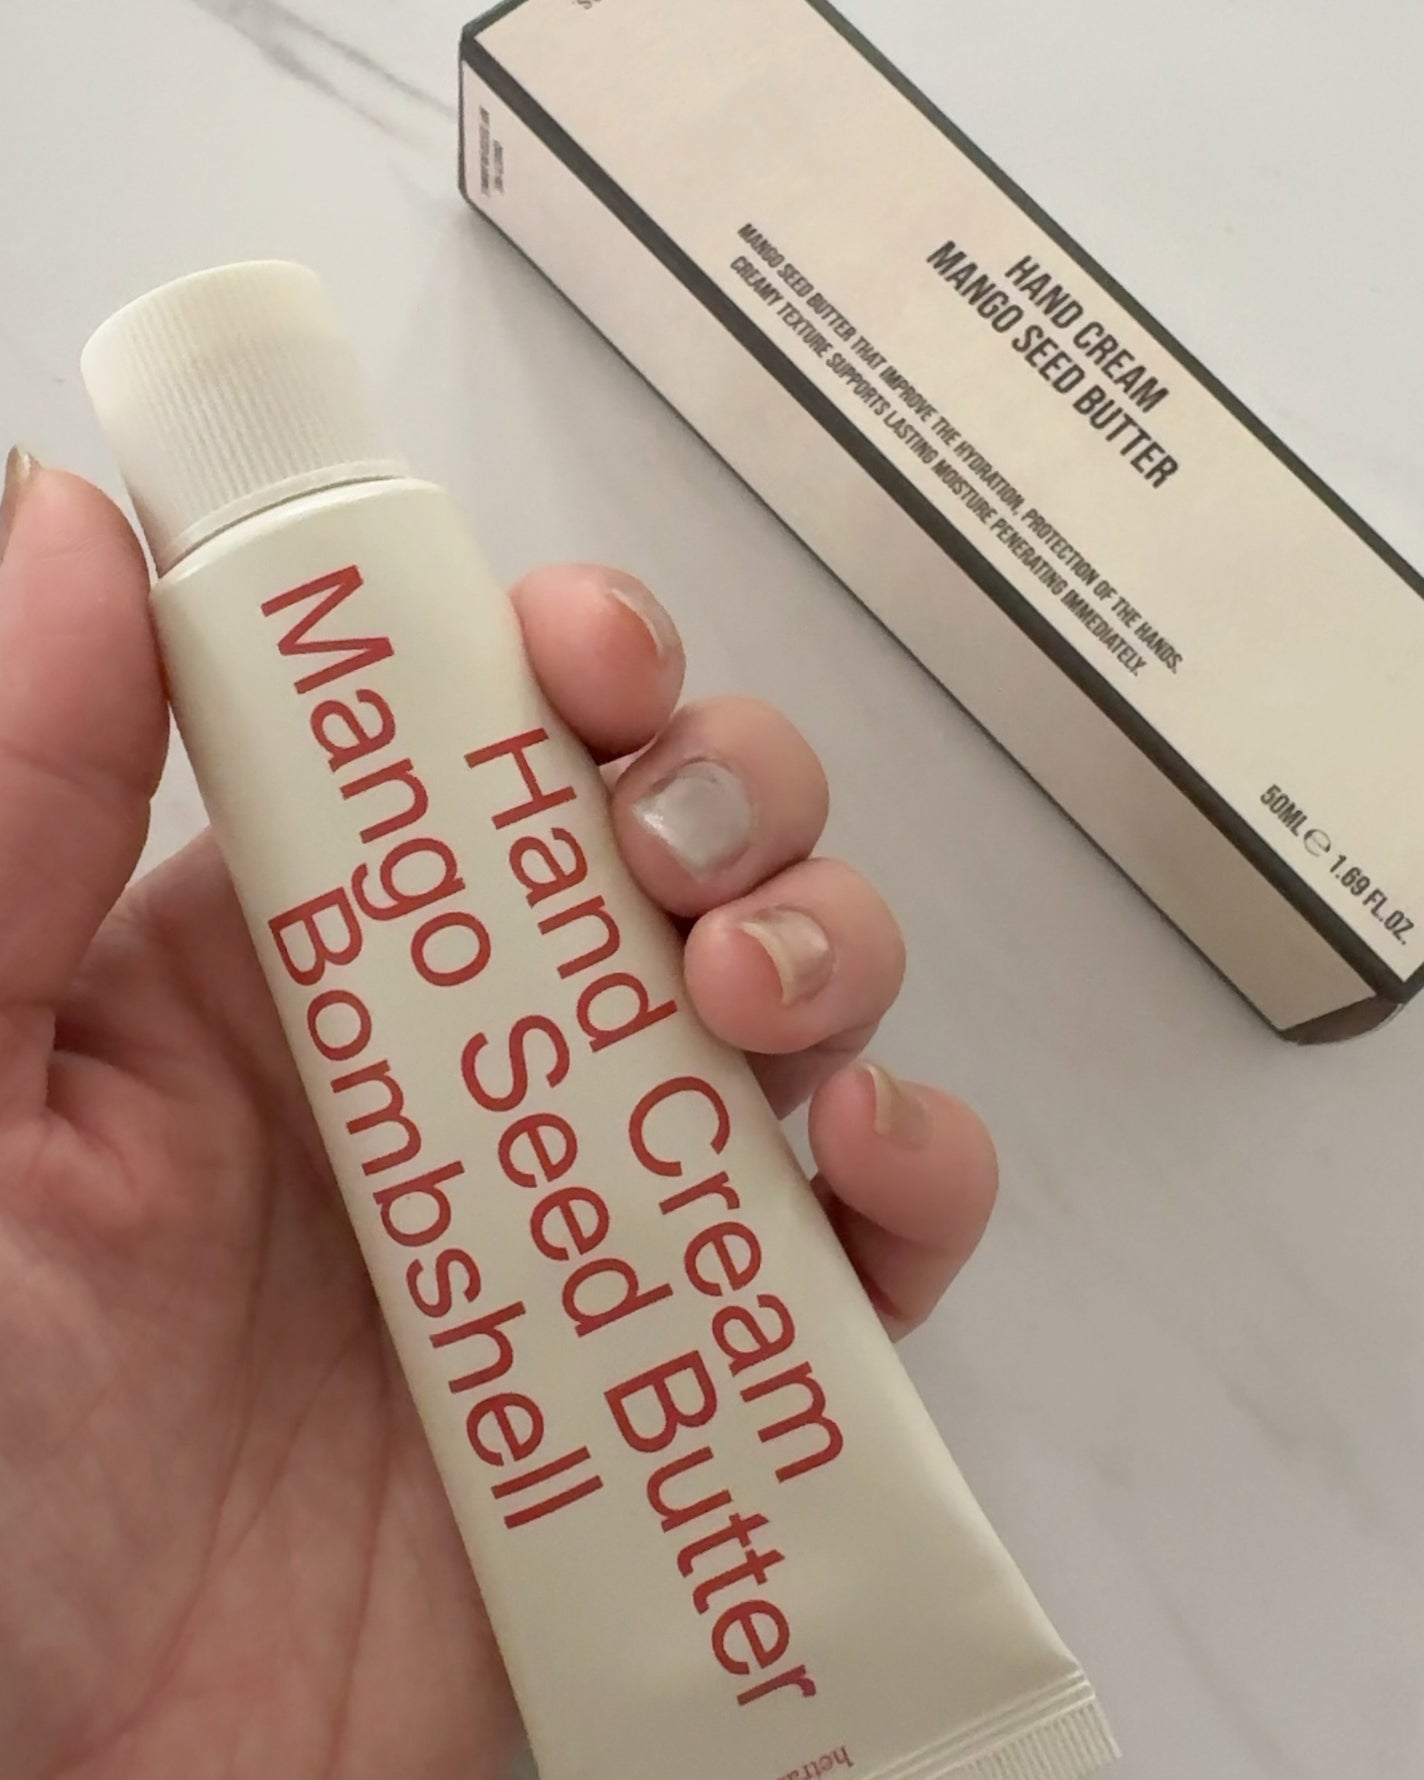 Hand Cream
Mango Seed Butter
Bombshell
HAND CREAM
MANGO SEED BUTTER
MANGO SEED BUTTER THAT IMPROVE THE HYDRATION, PROTECTION OF THE HANDS.
CREAMY TEXTURE SUPPORTS LASTING MOISTURE PENERATING IMMEDIATELY.
50ML ℮ 1.69 FL.OZ.